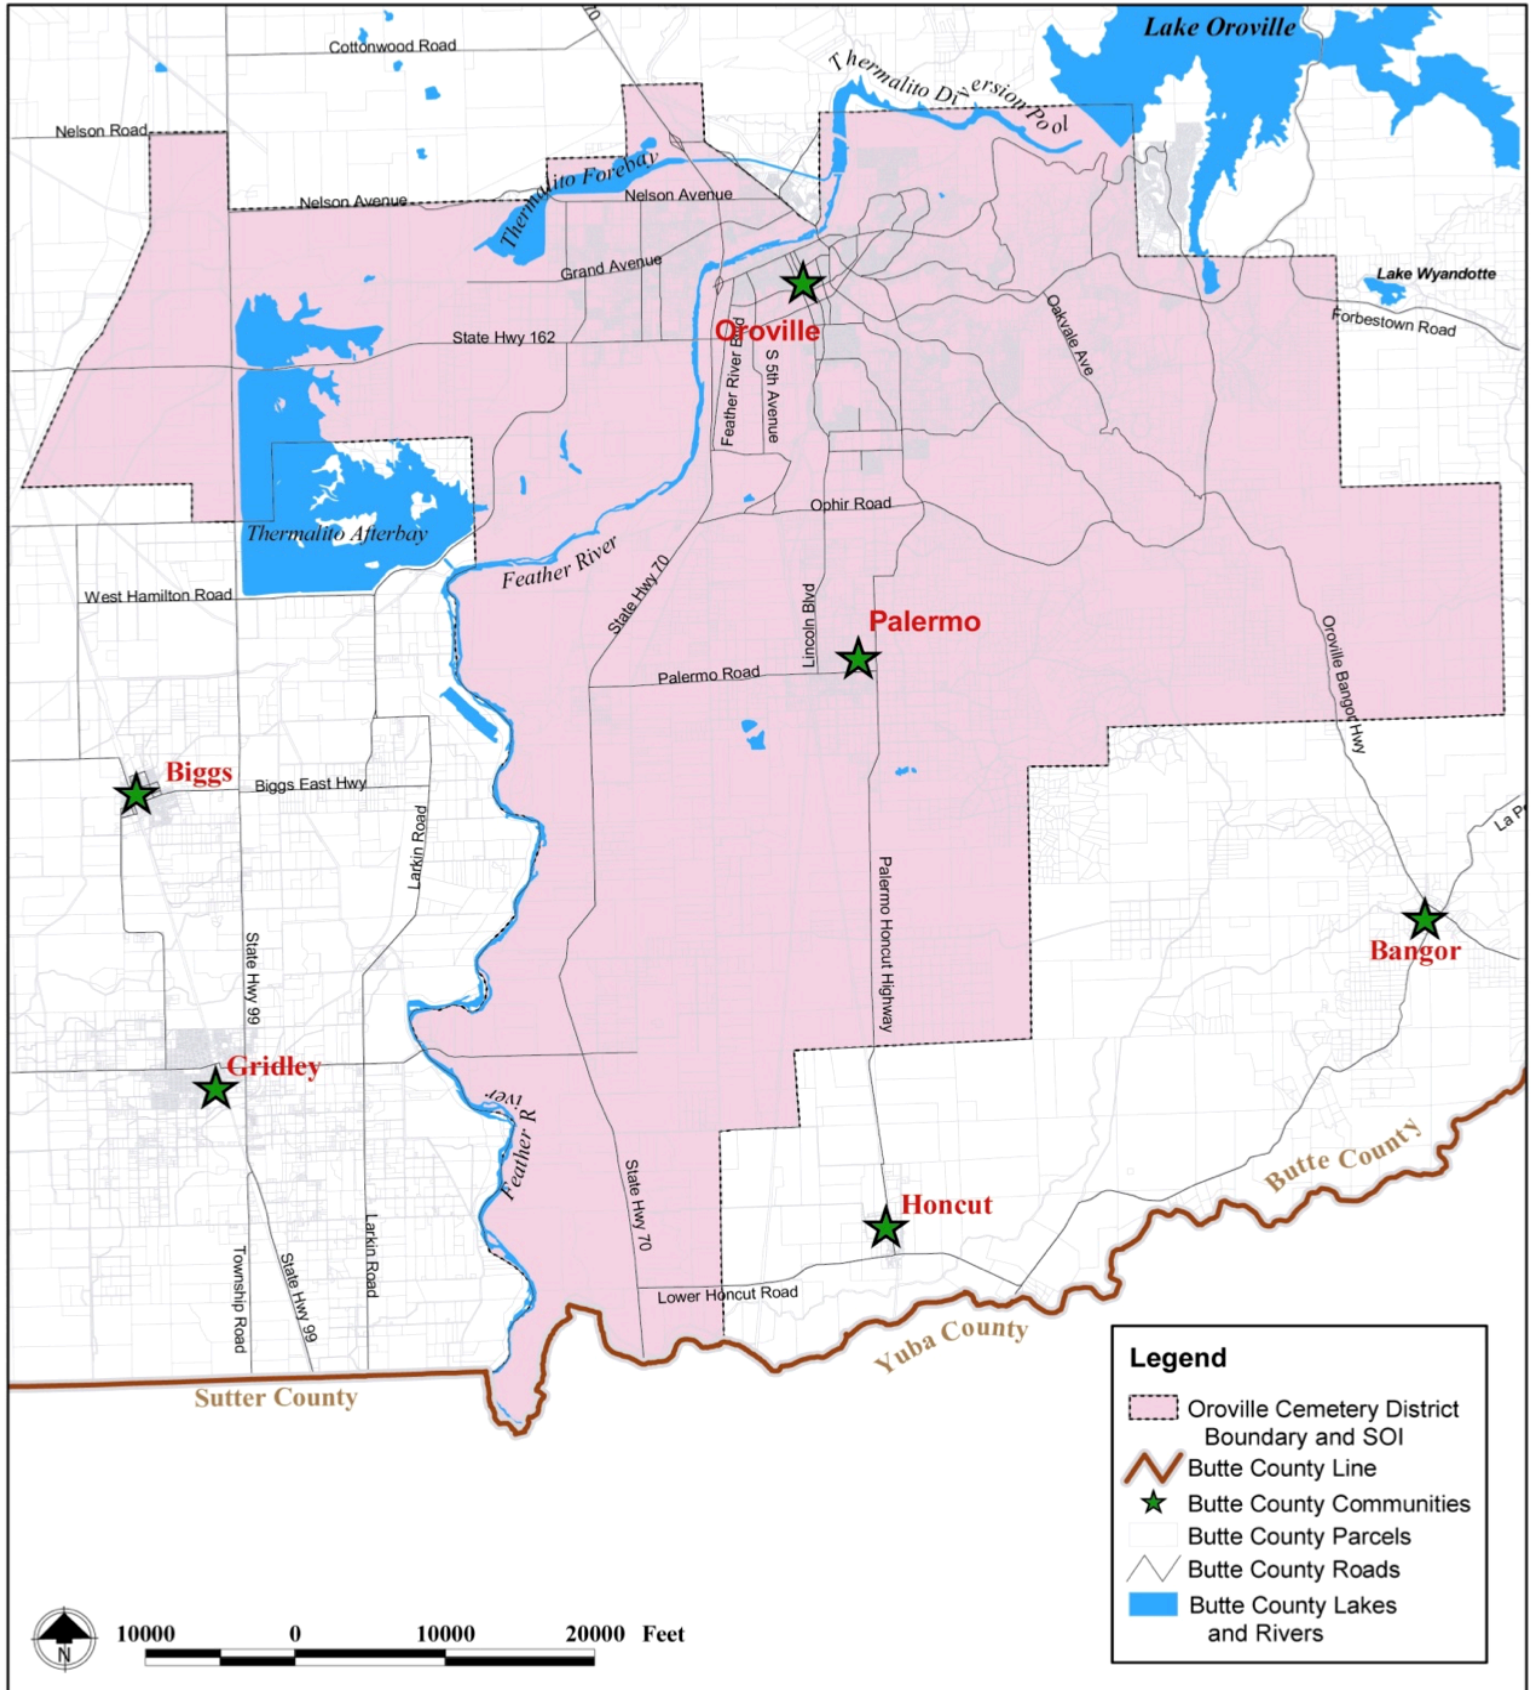 70
Lake Oroville
Cottonwood Road
Thermalito Diversion Pool
Nelson Road
Thermalito Forebay
Nelson Avenue
Nelson Avenue
Grand Avenue
Lake Wyandotte
Forbestown Road
Oroville
State Hwy 162
Feather River Blvd
S 5th Avenue
Oakvale Ave
Ophir Road
Thermalito Afterbay
Feather River
State Hwy 70
West Hamilton Road
Lincoln Blvd
Palermo
Palermo Road
Oroville Bangor Hwy
Biggs
Biggs East Hwy
Larkin Road
La P
Palermo Honcut Highway
State Hwy 99
Bangor
Gridley
Feather River
State Hwy 70
Butte County
Honcut
Township Road
State Hwy 99
Larkin Road
Lower Honcut Road
Yuba County
Sutter County
Legend
Oroville Cemetery District
Boundary and SOI
Butte County Line
Butte County Communities
Butte County Parcels
Butte County Roads
Butte County Lakes
and Rivers
N
10000 0 10000 20000 Feet